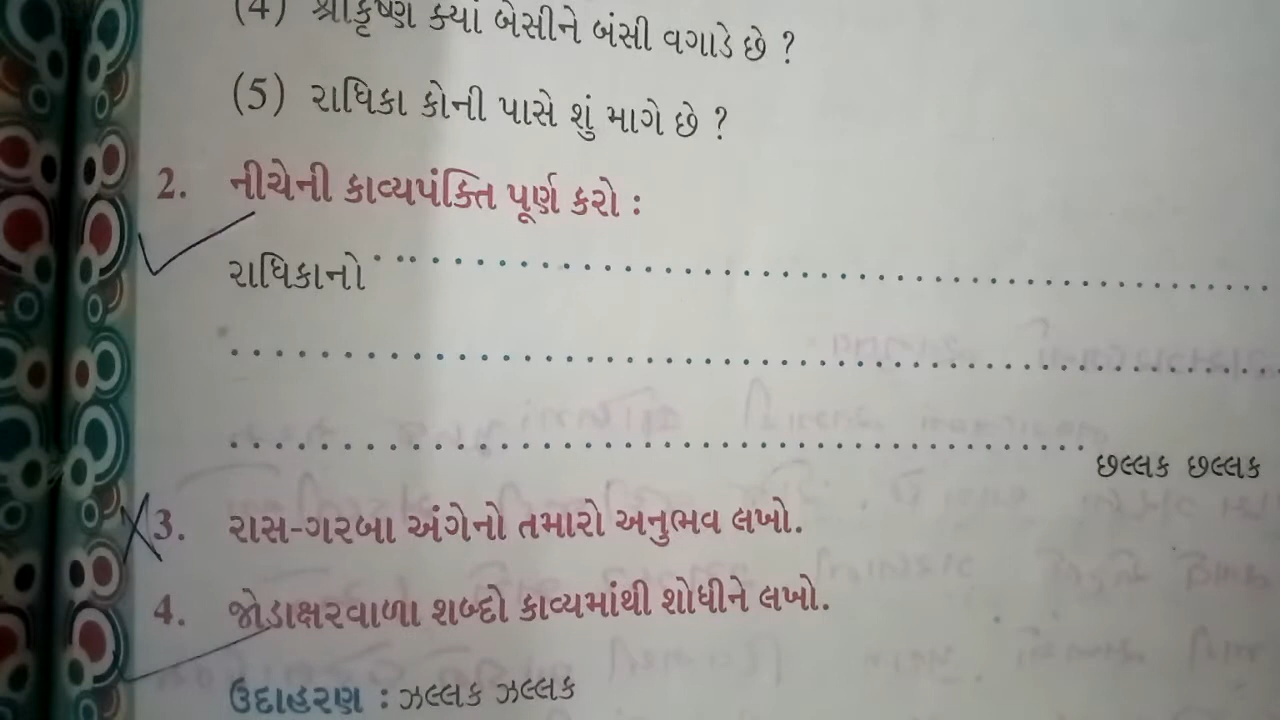 (4) શ્રીકૃષ્ણ ક્યાં બેસીને બંસી વગાડે છે ?
(5) રાધિકા કોની પાસે શું માગે છે ?
2. નીચેની કાવ્યપંક્તિ પૂર્ણ કરો :
રાધિકાનો ........................................
........................................
........................................ છલ્લક છલ્લક
3. રાસ-ગરબા અંગેનો તમારો અનુભવ લખો.
4. જોડાક્ષરવાળા શબ્દો કાવ્યમાંથી શોધીને લખો.
ઉદાહરણ : ઝલ્લક ઝલ્લક